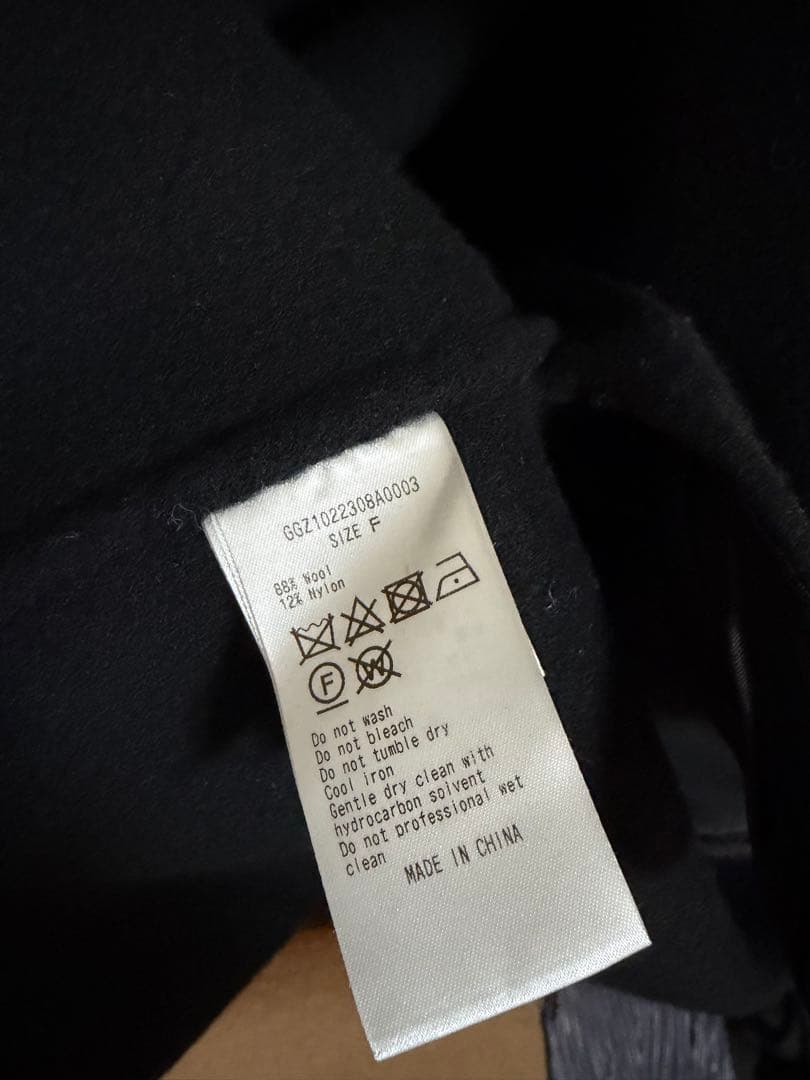 GGZ1022308A0003
SIZE F
88% Wool
12% Nylon
F
W
Do not wash
Do not bleach
Do not tumble dry
Cool iron
Gentle dry clean with
hydrocarbon solvent
Do not professional wet
clean
MADE IN CHINA